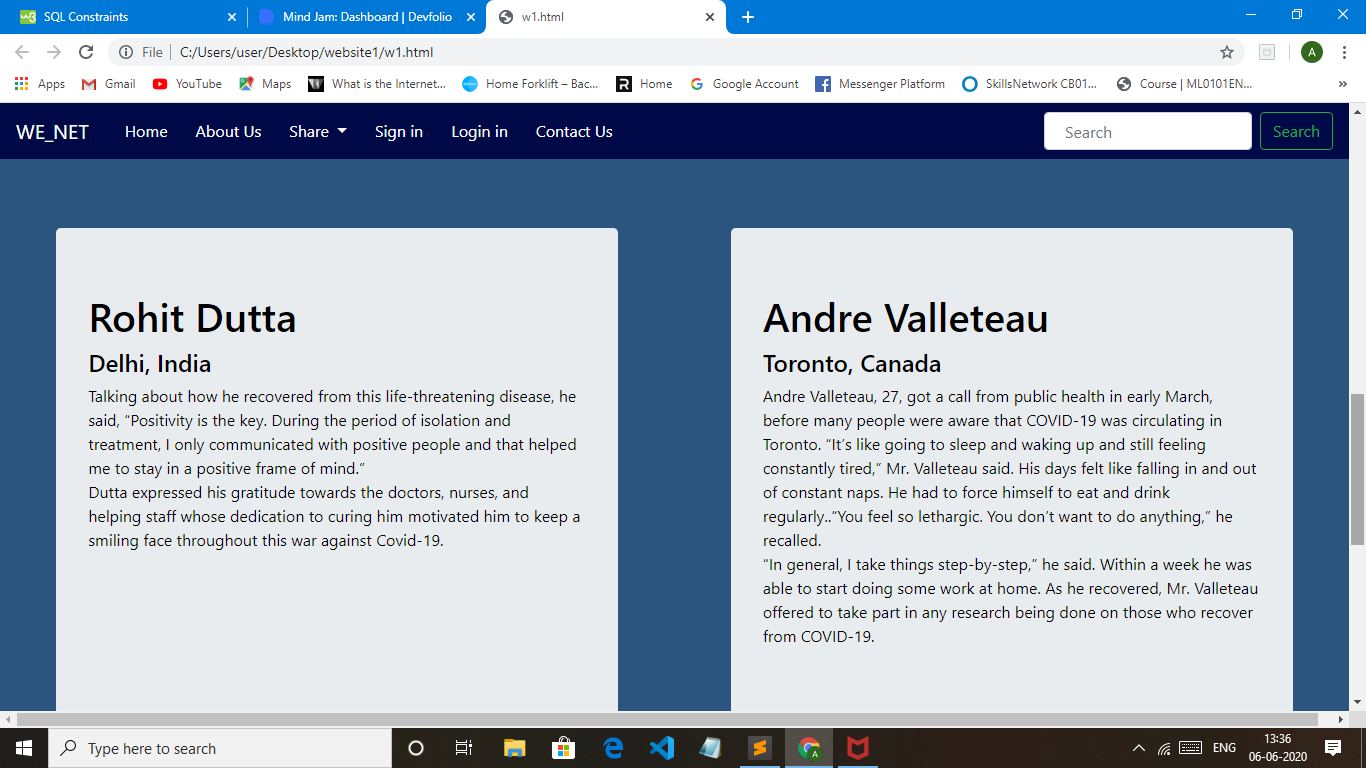 SQL Constraints
Mind Jam: Dashboard | Devfolio
w1.html
File
C:/Users/user/Desktop/website1/w1.html
A
Apps
Gmail
YouTube
Maps
What is the Internet...
Home Forklift – Bac...
Home
Google Account
Messenger Platform
SkillsNetwork CB01...
Course | ML0101EN...
WE_NET
Home
About Us
Share
Sign in
Login in
Contact Us
Search
Search
Rohit Dutta
Delhi, India
Talking about how he recovered from this life-threatening disease, he
said, “Positivity is the key. During the period of isolation and
treatment, I only communicated with positive people and that helped
me to stay in a positive frame of mind.”
Dutta expressed his gratitude towards the doctors, nurses, and
helping staff whose dedication to curing him motivated him to keep a
smiling face throughout this war against Covid-19.
Andre Valleteau
Toronto, Canada
Andre Valleteau, 27, got a call from public health in early March,
before many people were aware that COVID-19 was circulating in
Toronto. “It’s like going to sleep and waking up and still feeling
constantly tired,” Mr. Valleteau said. His days felt like falling in and out
of constant naps. He had to force himself to eat and drink
regularly..“You feel so lethargic. You don’t want to do anything,” he
recalled.
“In general, I take things step-by-step,” he said. Within a week he was
able to start doing some work at home. As he recovered, Mr. Valleteau
offered to take part in any research being done on those who recover
from COVID-19.
Type here to search
ENG
13:36
06-06-2020